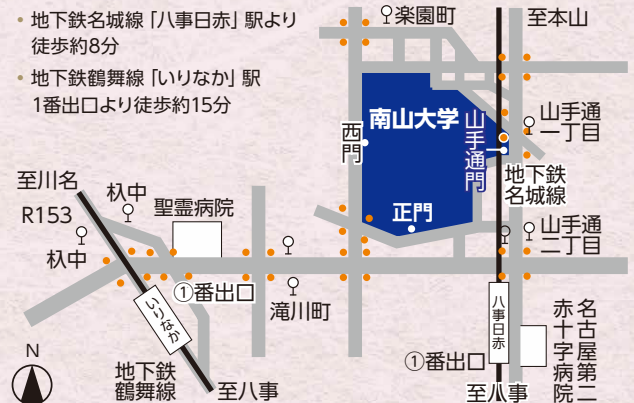 • 地下鉄名城線「八事日赤」駅より
徒歩約8分
• 地下鉄鶴舞線「いりなか」駅
1番出口より徒歩約15分
楽園町
至本山
南山大学
西門
山手通門
山手通
一丁目
地下鉄
名城線
正門
山手通
二丁目
至川名
R153
杁中
聖霊病院
杁中
①番出口
滝川町
いりなか
八事日赤
①番出口
名古屋第二
赤十字病院
地下鉄
鶴舞線
至八事
至八事
N